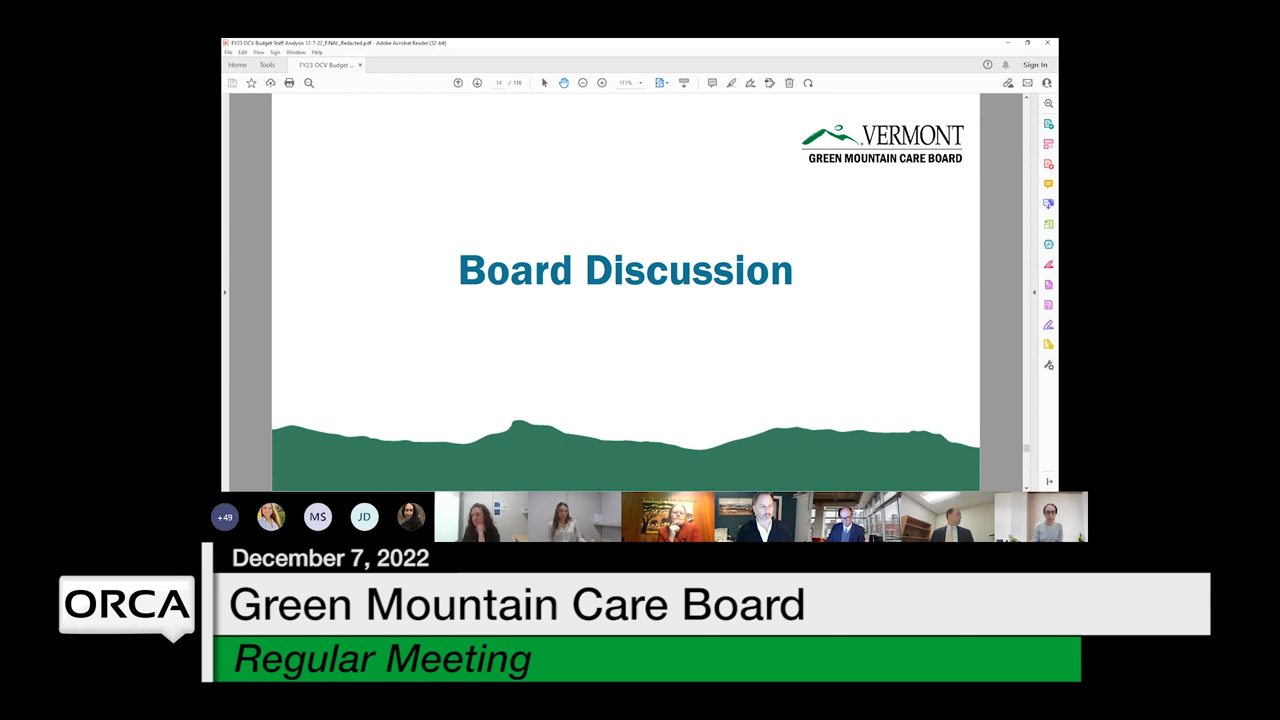 FY23 OCV Budget Staff Analysis 12-7-22_FINAL_Redacted.pdf - Adobe Acrobat Reader (32-bit)
File Edit View Sign Window Help
Home Tools FY23 OCV Budget ... × Sign In
14 / 116 111%
VERMONT
GREEN MOUNTAIN CARE BOARD
Board Discussion
+49 MS JD
December 7, 2022
ORCA
Green Mountain Care Board
Regular Meeting